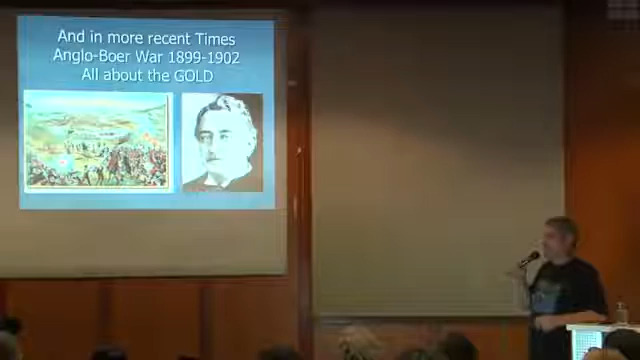 And in more recent Times
Anglo-Boer War 1899-1902
All about the GOLD